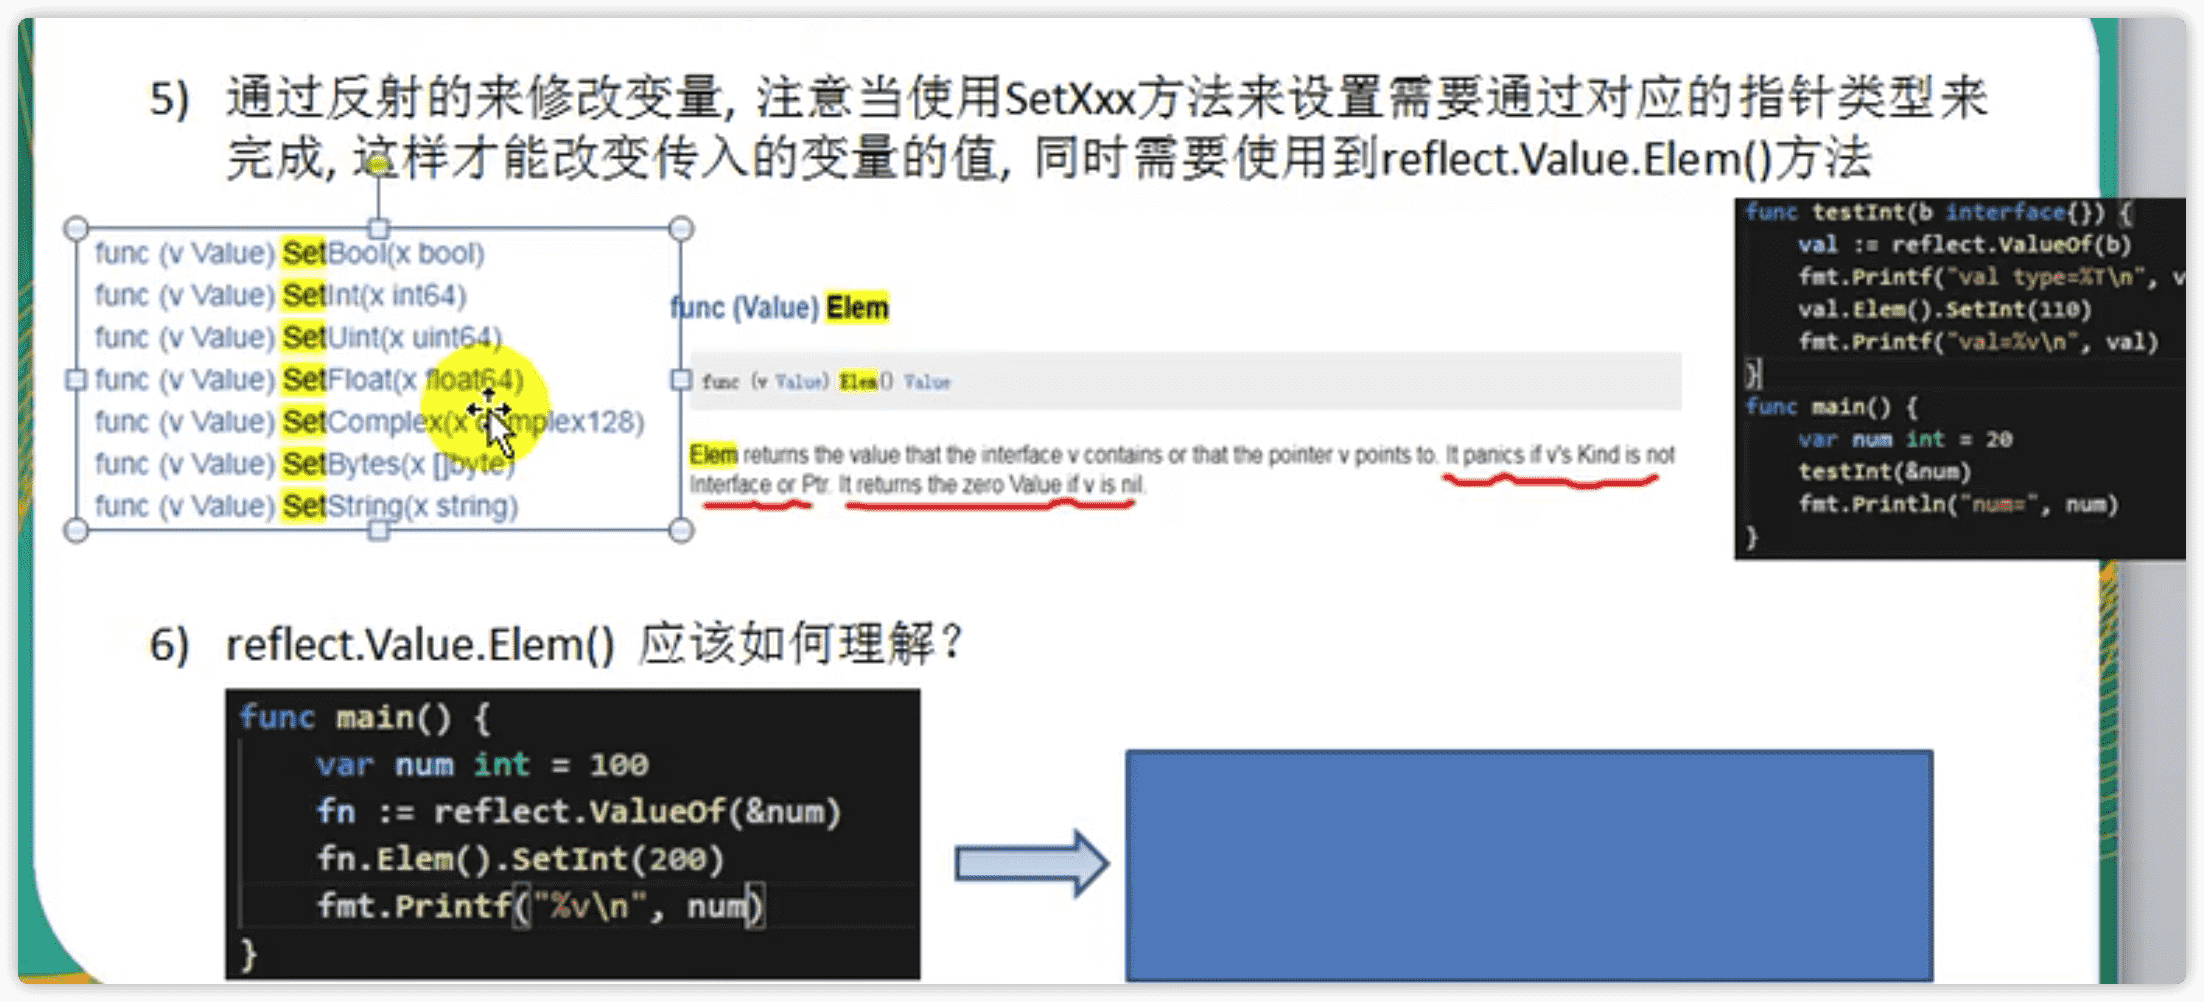 5) 通过反射的来修改变量, 注意当使用SetXxx方法来设置需要通过对应的指针类型来
完成, 这样才能改变传入的变量的值, 同时需要使用到reflect.Value.Elem()方法
func (v Value) SetBool(x bool)
func (v Value) SetInt(x int64)
func (v Value) SetUint(x uint64)
func (v Value) SetFloat(x float64)
func (v Value) SetComplex(x complex128)
func (v Value) SetBytes(x []byte)
func (v Value) SetString(x string)
func (Value) Elem
func (v Value) Elem() Value
Elem returns the value that the interface v contains or that the pointer v points to. It panics if v's Kind is not
Interface or Ptr. It returns the zero Value if v is nil.
func testInt(b interface{}) {
val := reflect.ValueOf(b)
fmt.Printf("val type=%T\n", v
val.Elem().SetInt(110)
fmt.Printf("val=%v\n", val)
}
func main() {
var num int = 20
testInt(&num)
fmt.Println("num=", num)
}
6) reflect.Value.Elem() 应该如何理解?
func main() {
var num int = 100
fn := reflect.ValueOf(&num)
fn.Elem().SetInt(200)
fmt.Printf("%v\n", num)
}